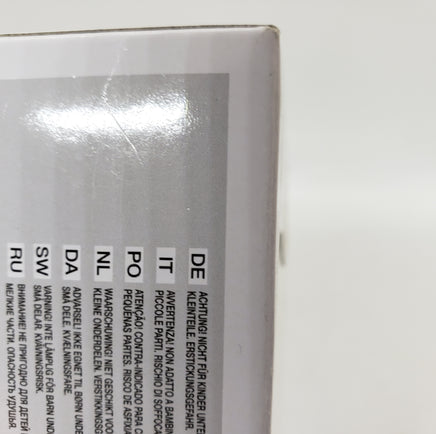 DE ACHTUNG! NICHT FÜR KINDER UNTE
KLEINTEILE. ERSTICKUNGSGEFAHR.
IT AVVERTENZA! NON ADATTO A BAMBIN
PICCOLE PARTI. RISCHIO DI SOFFOCA
PO ATENÇÃO! CONTRA-INDICADO PARA C
PEQUENAS PARTES. RISCO DE ASFIXI
NL WAARSCHUWING! NIET GESCHIKT VOO
KLEINE ONDERDELEN. VERSTIKKINGSG
DA ADVARSEL! IKKE EGNET TIL BØRN UNDE
SMÅ DELE. KVÆLNINGSFARE.
SW VARNING! INTE LÄMPLIG FÖR BARN UND
SMÅ DELAR. KVÄVNINGSRISK.
RU ВНИМАНИЕ! НЕ ПРИГОДНО ДЛЯ ДЕТЕЙ
МЕЛКИЕ ЧАСТИ. ОПАСНОСТЬ УДУШЬЯ.